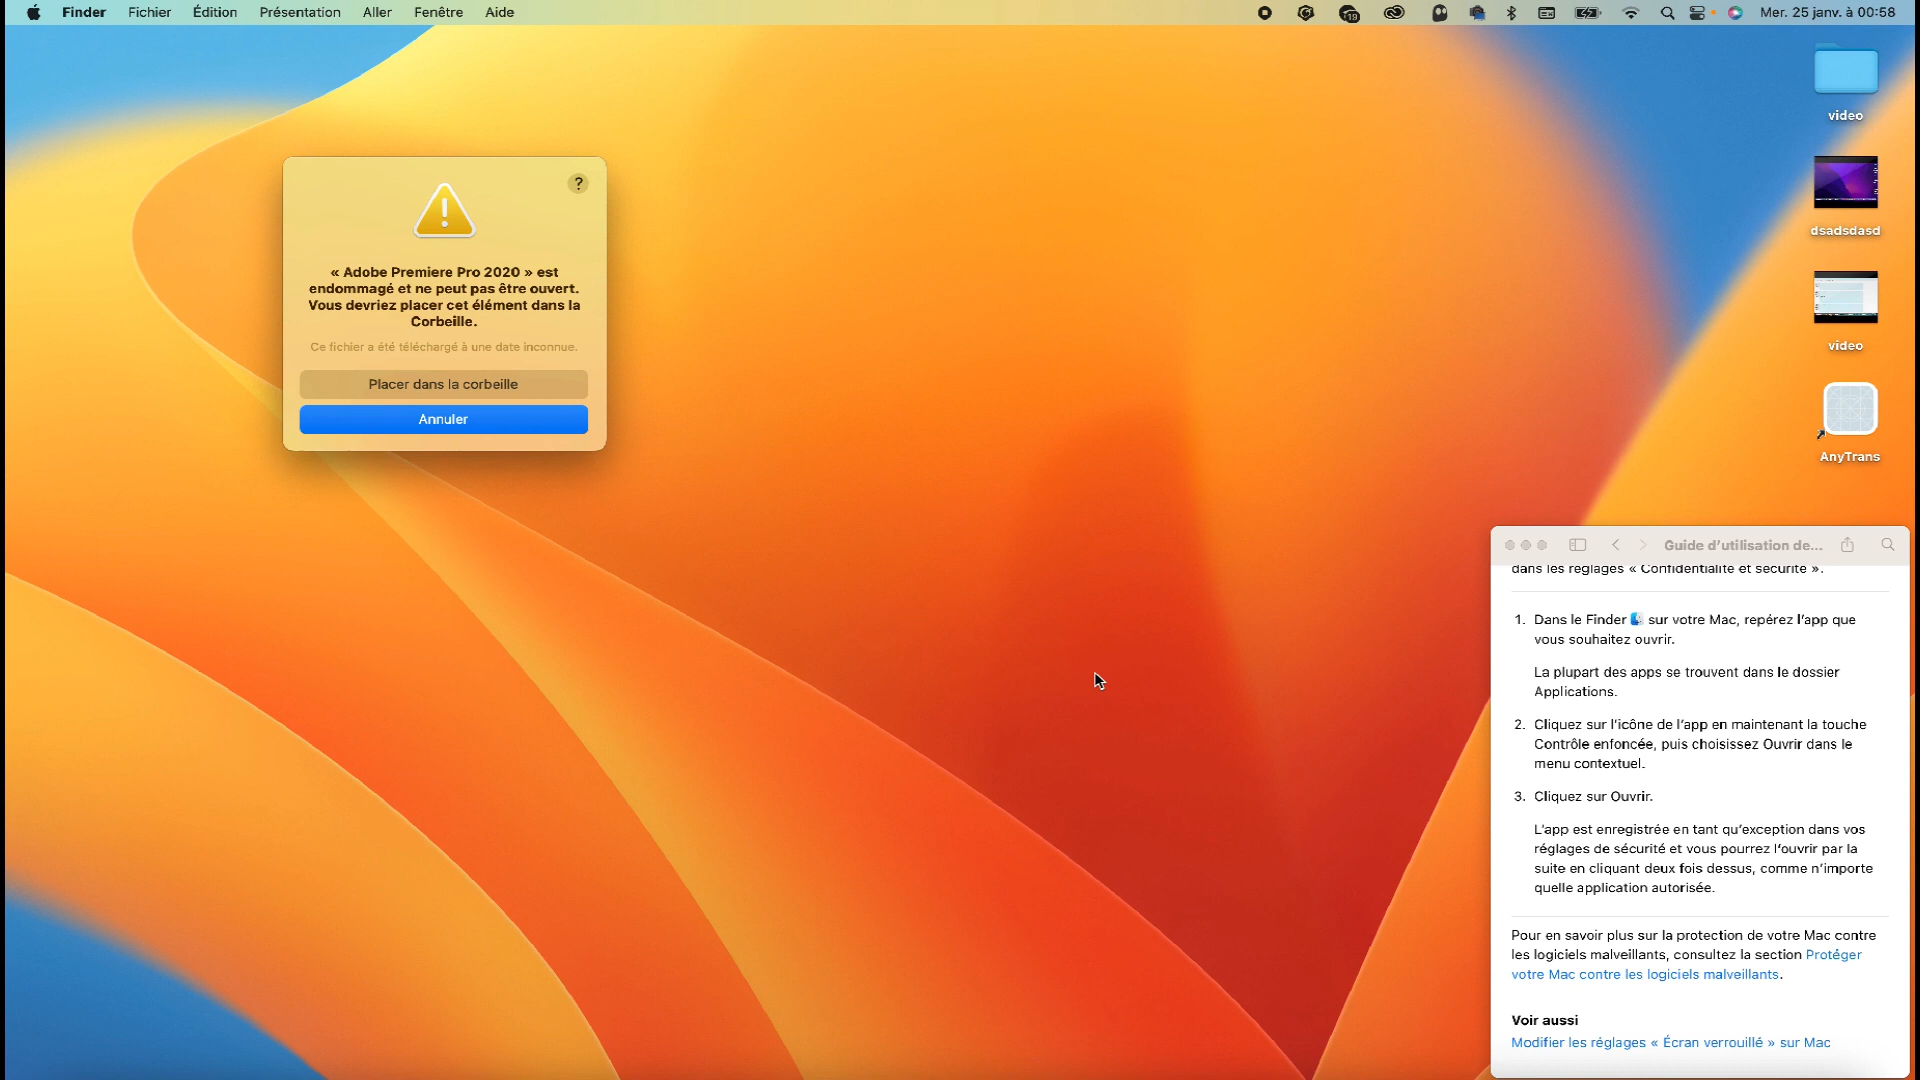 Finder Fichier Édition Présentation Aller Fenêtre Aide
19
Mer. 25 janv. à 00:58
video
dsadsdasd
video
AnyTrans
?
« Adobe Premiere Pro 2020 » est
endommagé et ne peut pas être ouvert.
Vous devriez placer cet élément dans la
Corbeille.
Ce fichier a été téléchargé à une date inconnue.
Placer dans la corbeille
Annuler
Guide d’utilisation de...
dans les réglages « Confidentialité et sécurité ».
1. Dans le Finder sur votre Mac, repérez l’app que
vous souhaitez ouvrir.
La plupart des apps se trouvent dans le dossier
Applications.
2. Cliquez sur l’icône de l’app en maintenant la touche
Contrôle enfoncée, puis choisissez Ouvrir dans le
menu contextuel.
3. Cliquez sur Ouvrir.
L’app est enregistrée en tant qu’exception dans vos
réglages de sécurité et vous pourrez l’ouvrir par la
suite en cliquant deux fois dessus, comme n’importe
quelle application autorisée.
Pour en savoir plus sur la protection de votre Mac contre
les logiciels malveillants, consultez la section Protéger
votre Mac contre les logiciels malveillants.
Voir aussi
Modifier les réglages « Écran verrouillé » sur Mac